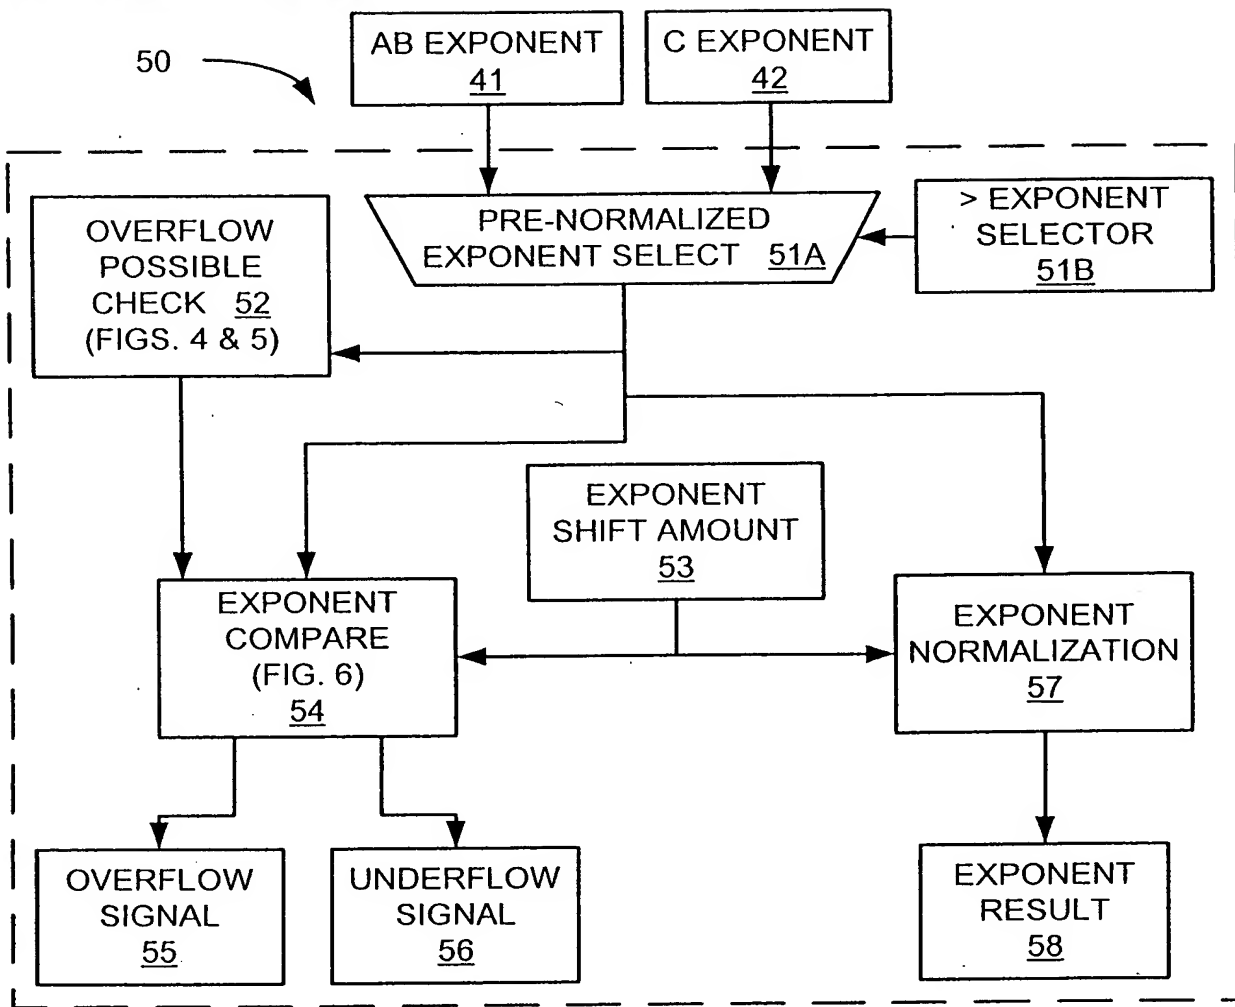 50
AB EXPONENT
41
C EXPONENT
42
PRE-NORMALIZED
EXPONENT SELECT 51A
> EXPONENT
SELECTOR
51B
OVERFLOW
POSSIBLE
CHECK 52
(FIGS. 4 & 5)
EXPONENT
SHIFT AMOUNT
53
EXPONENT
COMPARE
(FIG. 6)
54
EXPONENT
NORMALIZATION
57
OVERFLOW
SIGNAL
55
UNDERFLOW
SIGNAL
56
EXPONENT
RESULT
58